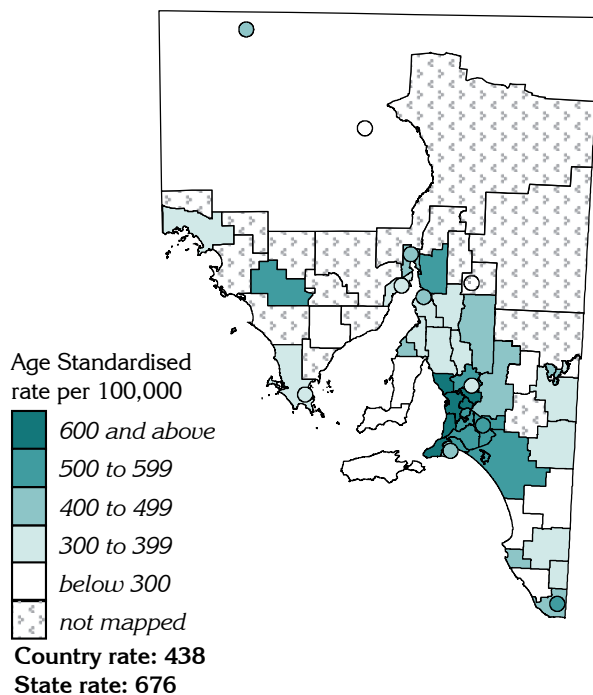 Age Standardised
rate per 100,000
600 and above
500 to 599
400 to 499
300 to 399
below 300
not mapped
Country rate: 438
State rate: 676